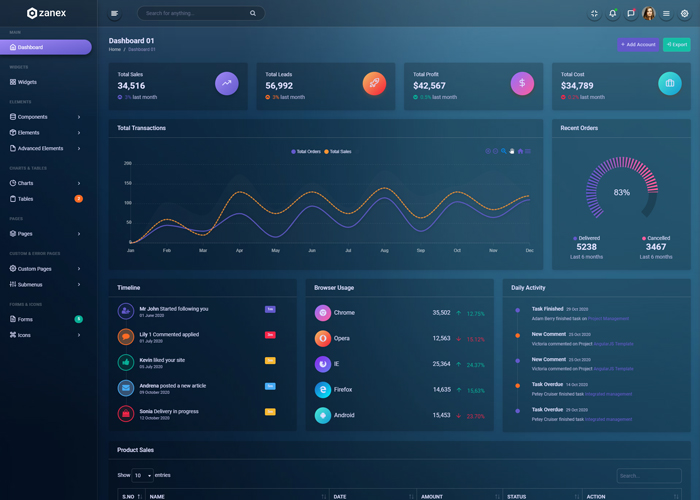 zanex
Search for anything...
MAIN
Dashboard
WIDGETS
Widgets
ELEMENTS
Components
Elements
Advanced Elements
CHARTS & TABLES
Charts
Tables
PAGES
Pages
CUSTOM & ERROR PAGES
Custom Pages
Submenus
FORMS & ICONS
Forms
Icons
Dashboard 01
Home / Dashboard 01
+ Add Account
Export
Total Sales
34,516
last month
Total Leads
56,992
last month
Total Profit
$42,567
last month
Total Cost
$34,789
last month
Total Transactions
Total Orders Total Sales
200
150
100
50
0
Jan Feb Mar Apr May Jun Jul Aug Sep Oct Nov Dec
Recent Orders
83%
Delivered Cancelled
5238 3467
Last 6 months Last 6 months
Timeline
Mr John Started following you
01 June 2020
Lily 1 Commented applied
01 July 2020
Kevin liked your site
05 July 2020
Andrena posted a new article
09 October 2020
Sonia Delivery in progress
12 October 2020
Browser Usage
Chrome 35,502 12.75%
Opera 12,563 15.12%
IE 25,364 24.37%
Firefox 14,635 15.63%
Android 15,453 23.70%
Daily Activity
Task Finished 29 Oct 2020
Adam Berry finished task on Project Management
New Comment 25 Oct 2020
Victoria commented on Project AngularJS Template
New Comment 25 Oct 2020
Victoria commented on Project AngularJS Template
Task Overdue 14 Oct 2020
Petey Cruiser finished task Integrated management
Task Overdue 29 Oct 2020
Petey Cruiser finished task Integrated management
Product Sales
Show 10 entries
Search...
S.NO NAME DATE AMOUNT STATUS ACTION